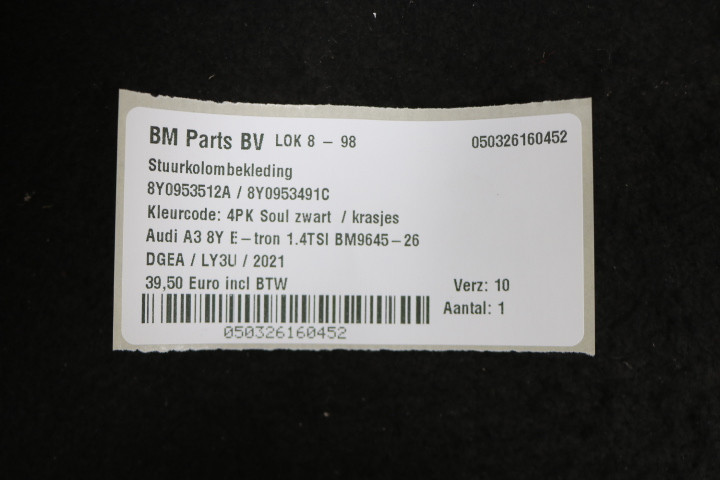 BM Parts BV LOK 8 - 98 050326160452
Stuurkolombekleding
8Y0953512A / 8Y0953491C
Kleurcode: 4PK Soul zwart / krasjes
Audi A3 8Y E-tron 1.4TSI BM9645-26
DGEA / LY3U / 2021
39,50 Euro incl BTW Verz: 10
Aantal: 1
050326160452